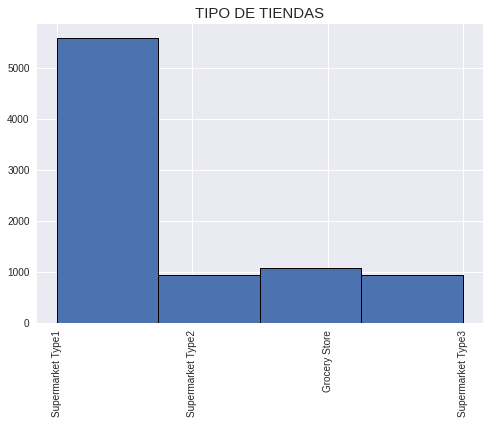 TIPO DE TIENDAS
5000
4000
3000
2000
1000
0
Supermarket Type1
Supermarket Type2
Grocery Store
Supermarket Type3